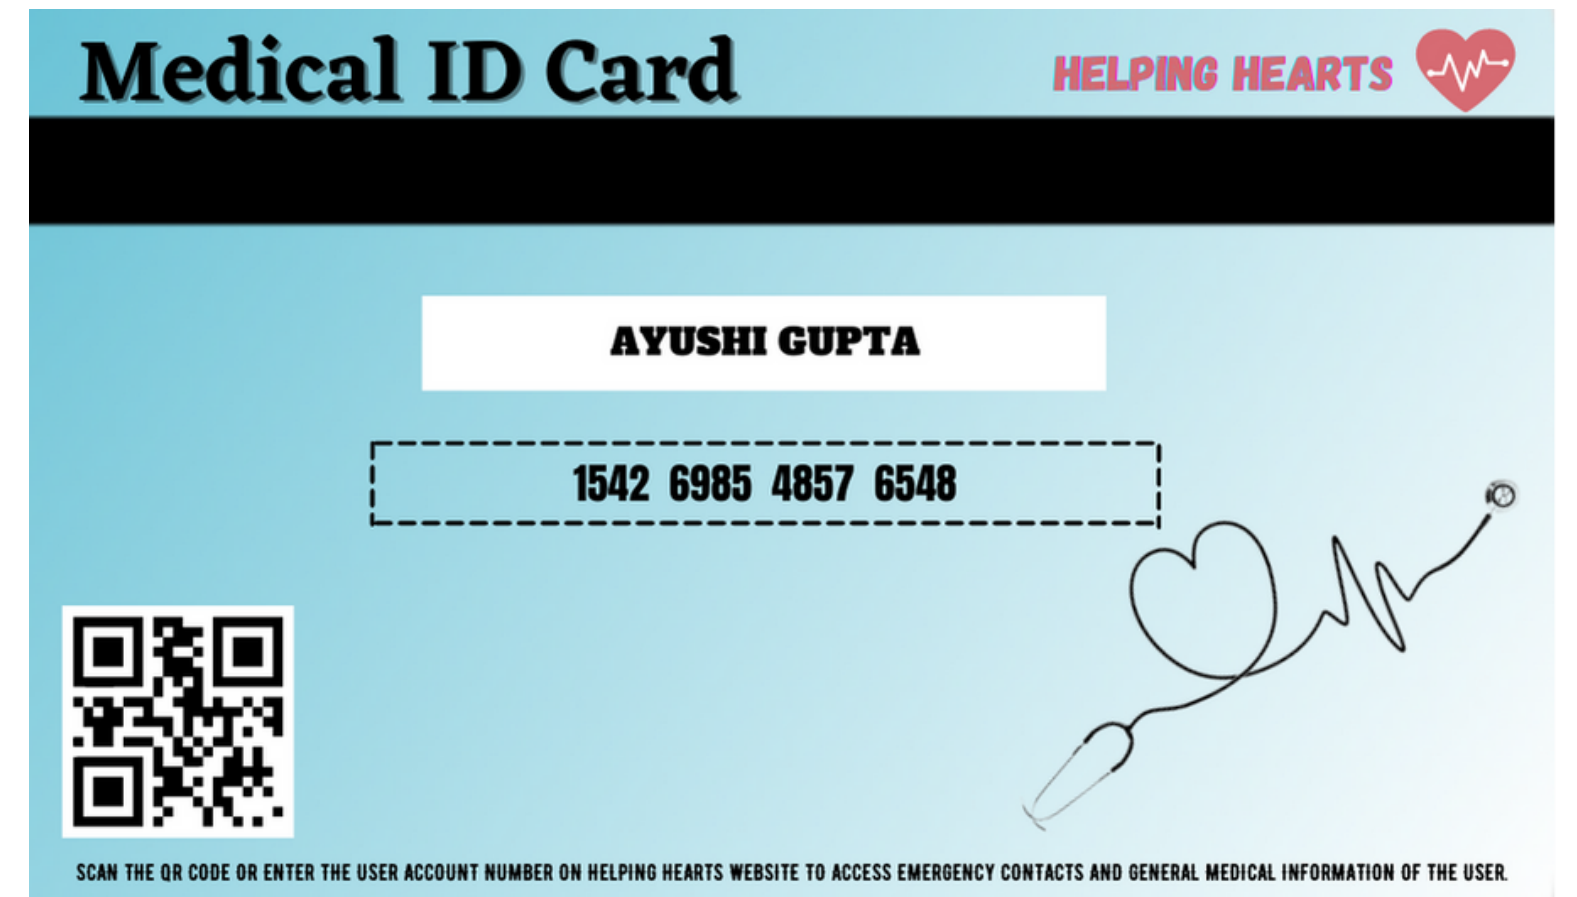 Medical ID Card
HELPING HEARTS
AYUSHI GUPTA
1542 6985 4857 6548
SCAN THE QR CODE OR ENTER THE USER ACCOUNT NUMBER ON HELPING HEARTS WEBSITE TO ACCESS EMERGENCY CONTACTS AND GENERAL MEDICAL INFORMATION OF THE USER.